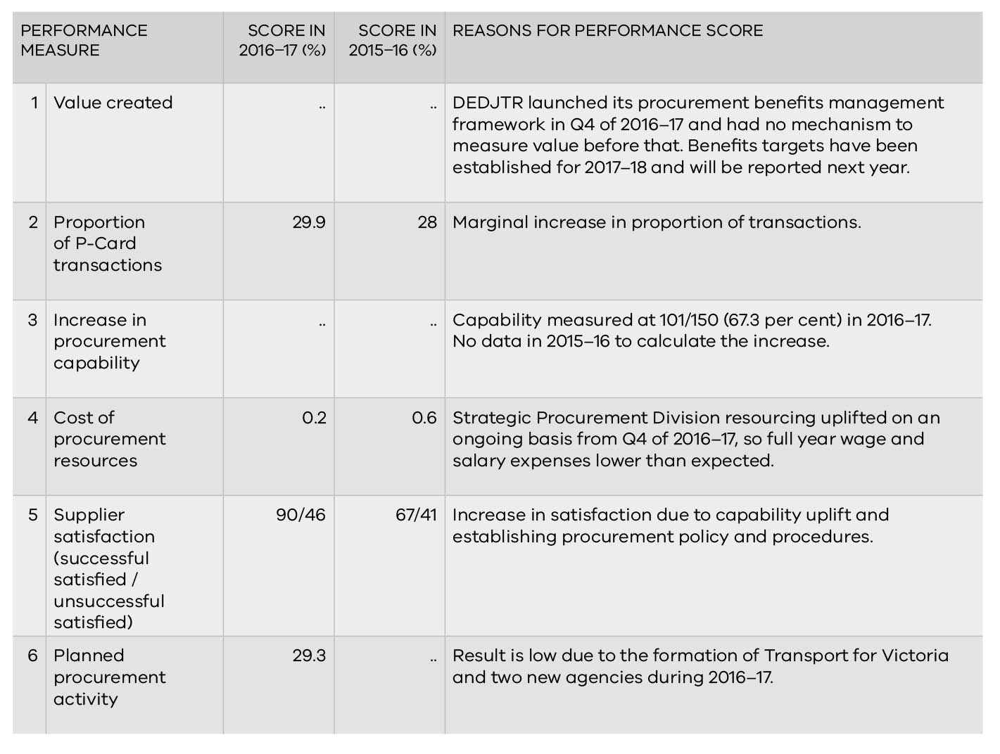 PERFORMANCE
MEASURE
SCORE IN
2016–17 (%)
SCORE IN
2015–16 (%)
REASONS FOR PERFORMANCE SCORE
1
Value created
..
..
DEDJTR launched its procurement benefits management
framework in Q4 of 2016–17 and had no mechanism to
measure value before that. Benefits targets have been
established for 2017–18 and will be reported next year.
2
Proportion
of P-Card
transactions
29.9
28
Marginal increase in proportion of transactions.
3
Increase in
procurement
capability
..
..
Capability measured at 101/150 (67.3 per cent) in 2016–17.
No data in 2015–16 to calculate the increase.
4
Cost of
procurement
resources
0.2
0.6
Strategic Procurement Division resourcing uplifted on an
ongoing basis from Q4 of 2016–17, so full year wage and
salary expenses lower than expected.
5
Supplier
satisfaction
(successful
satisfied /
unsuccessful
satisfied)
90/46
67/41
Increase in satisfaction due to capability uplift and
establishing procurement policy and procedures.
6
Planned
procurement
activity
29.3
..
Result is low due to the formation of Transport for Victoria
and two new agencies during 2016–17.